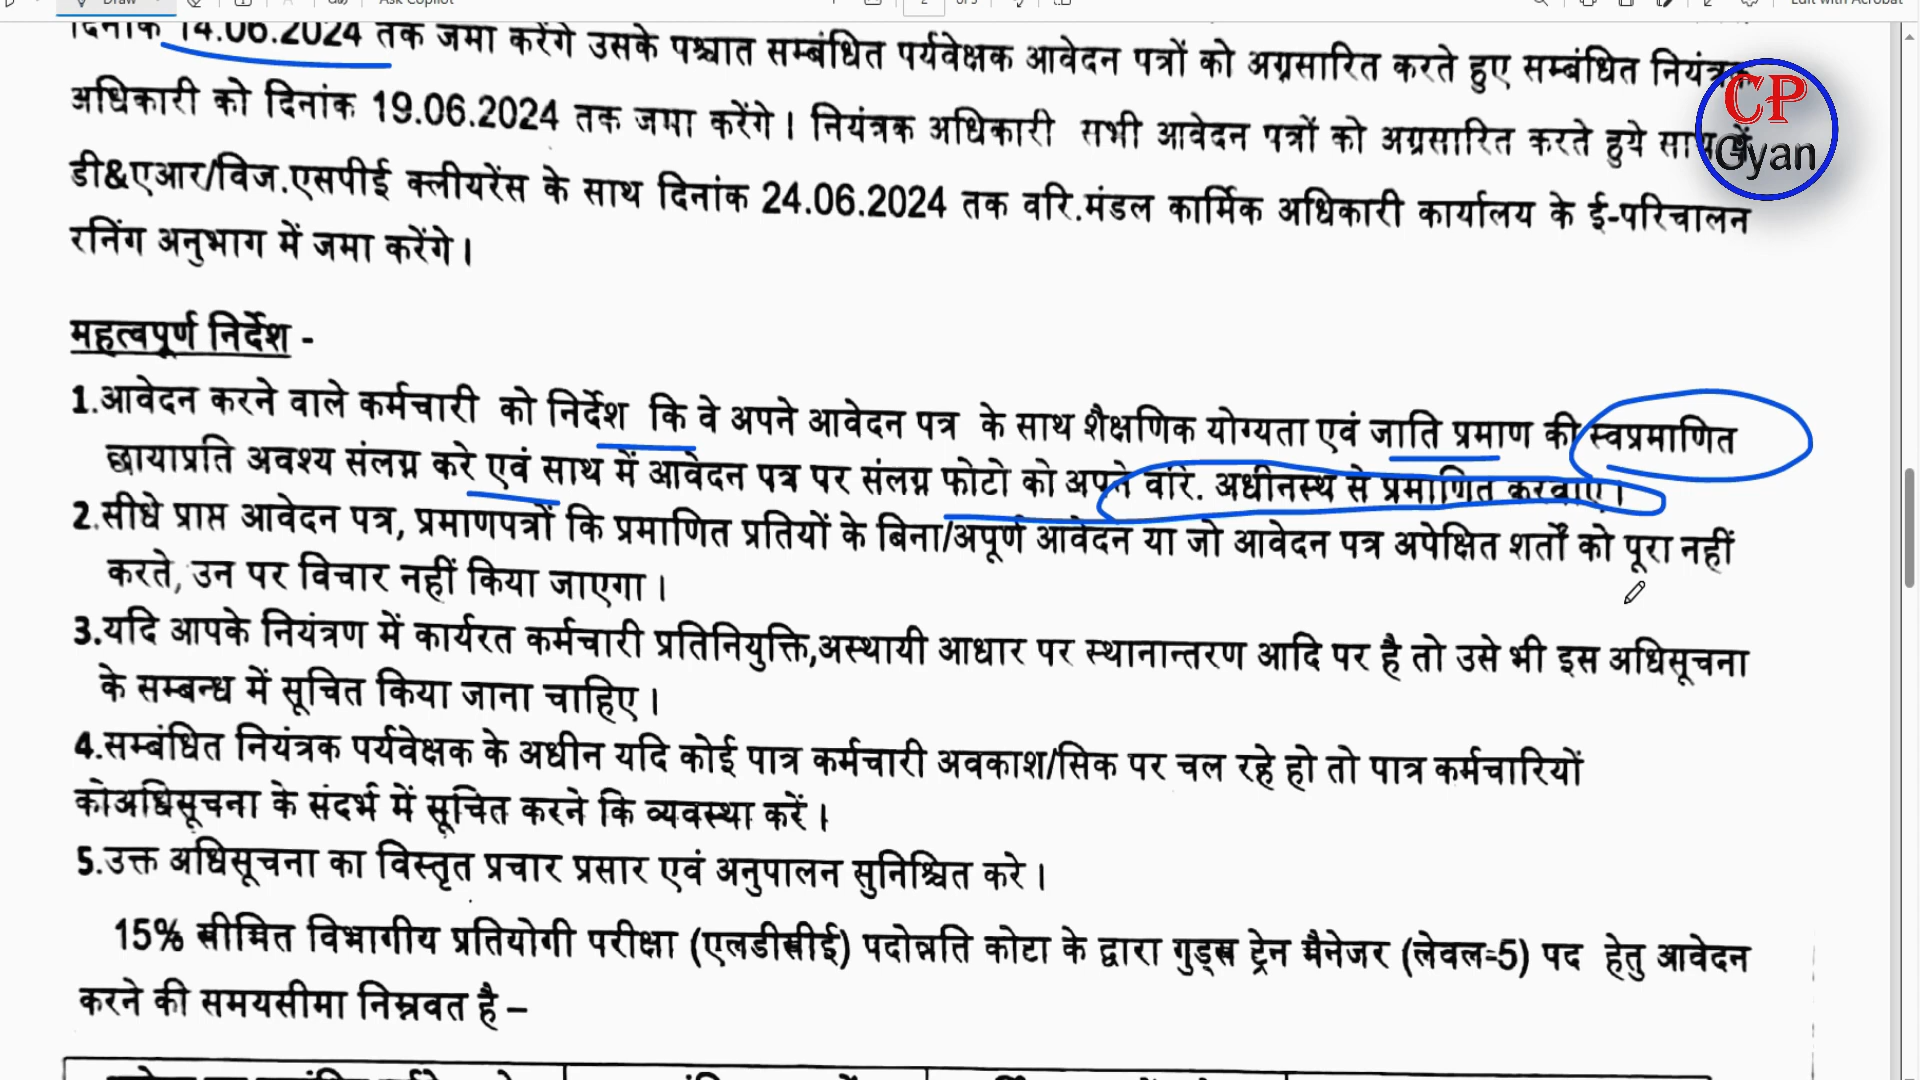 Draw
Ask Copilot
Edit with Acrobat
दिनांक 14.06.2024 तक जमा करेंगे उसके पश्चात सम्बंधित पर्यवेक्षक आवेदन पत्रों को अग्रसारित करते हुए सम्बंधित नियंत्रक
अधिकारी को दिनांक 19.06.2024 तक जमा करेंगे। नियंत्रक अधिकारी सभी आवेदन पत्रों को अग्रसारित करते हुये साथ में
CP
Gyan
डी&एआर/विज.एसपीई क्लीयरेंस के साथ दिनांक 24.06.2024 तक वरि.मंडल कार्मिक अधिकारी कार्यालय के ई-परिचालन
रनिंग अनुभाग में जमा करेंगे।
महत्वपूर्ण निर्देश -
1.आवेदन करने वाले कर्मचारी को निर्देश कि वे अपने आवेदन पत्र के साथ शैक्षणिक योग्यता एवं जाति प्रमाण की स्वप्रमाणित
छायाप्रति अवश्य संलग्न करे एवं साथ में आवेदन पत्र पर संलग्न फोटो को अपने वरि. अधीनस्थ से प्रमाणित करवाए।
2.सीधे प्राप्त आवेदन पत्र, प्रमाणपत्रों कि प्रमाणित प्रतियों के बिना/अपूर्ण आवेदन या जो आवेदन पत्र अपेक्षित शर्तों को पूरा नहीं
करते, उन पर विचार नहीं किया जाएगा।
3.यदि आपके नियंत्रण में कार्यरत कर्मचारी प्रतिनियुक्ति,अस्थायी आधार पर स्थानान्तरण आदि पर है तो उसे भी इस अधिसूचना
के सम्बन्ध में सूचित किया जाना चाहिए।
4.सम्बंधित नियंत्रक पर्यवेक्षक के अधीन यदि कोई पात्र कर्मचारी अवकाश/सिक पर चल रहे हो तो पात्र कर्मचारियों
कोअधिसूचना के संदर्भ में सूचित करने कि व्यवस्था करें।
5.उक्त अधिसूचना का विस्तृत प्रचार प्रसार एवं अनुपालन सुनिश्चित करे।
15% सीमित विभागीय प्रतियोगी परीक्षा (एलडीसीई) पदोन्नति कोटा के द्वारा गुड्स ट्रेन मैनेजर (लेवल-5) पद हेतु आवेदन
करने की समयसीमा निम्नवत है –